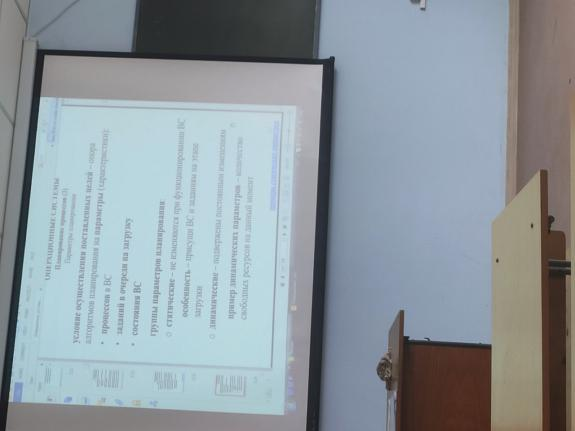 ОПЕРАЦИОННЫЕ СИСТЕМЫ
Планирование процессов (3)
Параметры планирования
условие осуществления поставленных целей – опора
алгоритмов планирования на параметры (характеристики):
• процессов в ВС
• заданий в очереди на загрузку
• состояния ВС
группы параметров планирования:
○ статические – не изменяются при функционировании ВС
особенность – присущи ВС и заданиям на этапе
загрузки
○ динамические – подвержены постоянным изменениям
пример динамических параметров – количество
свободных ресурсов на данный момент